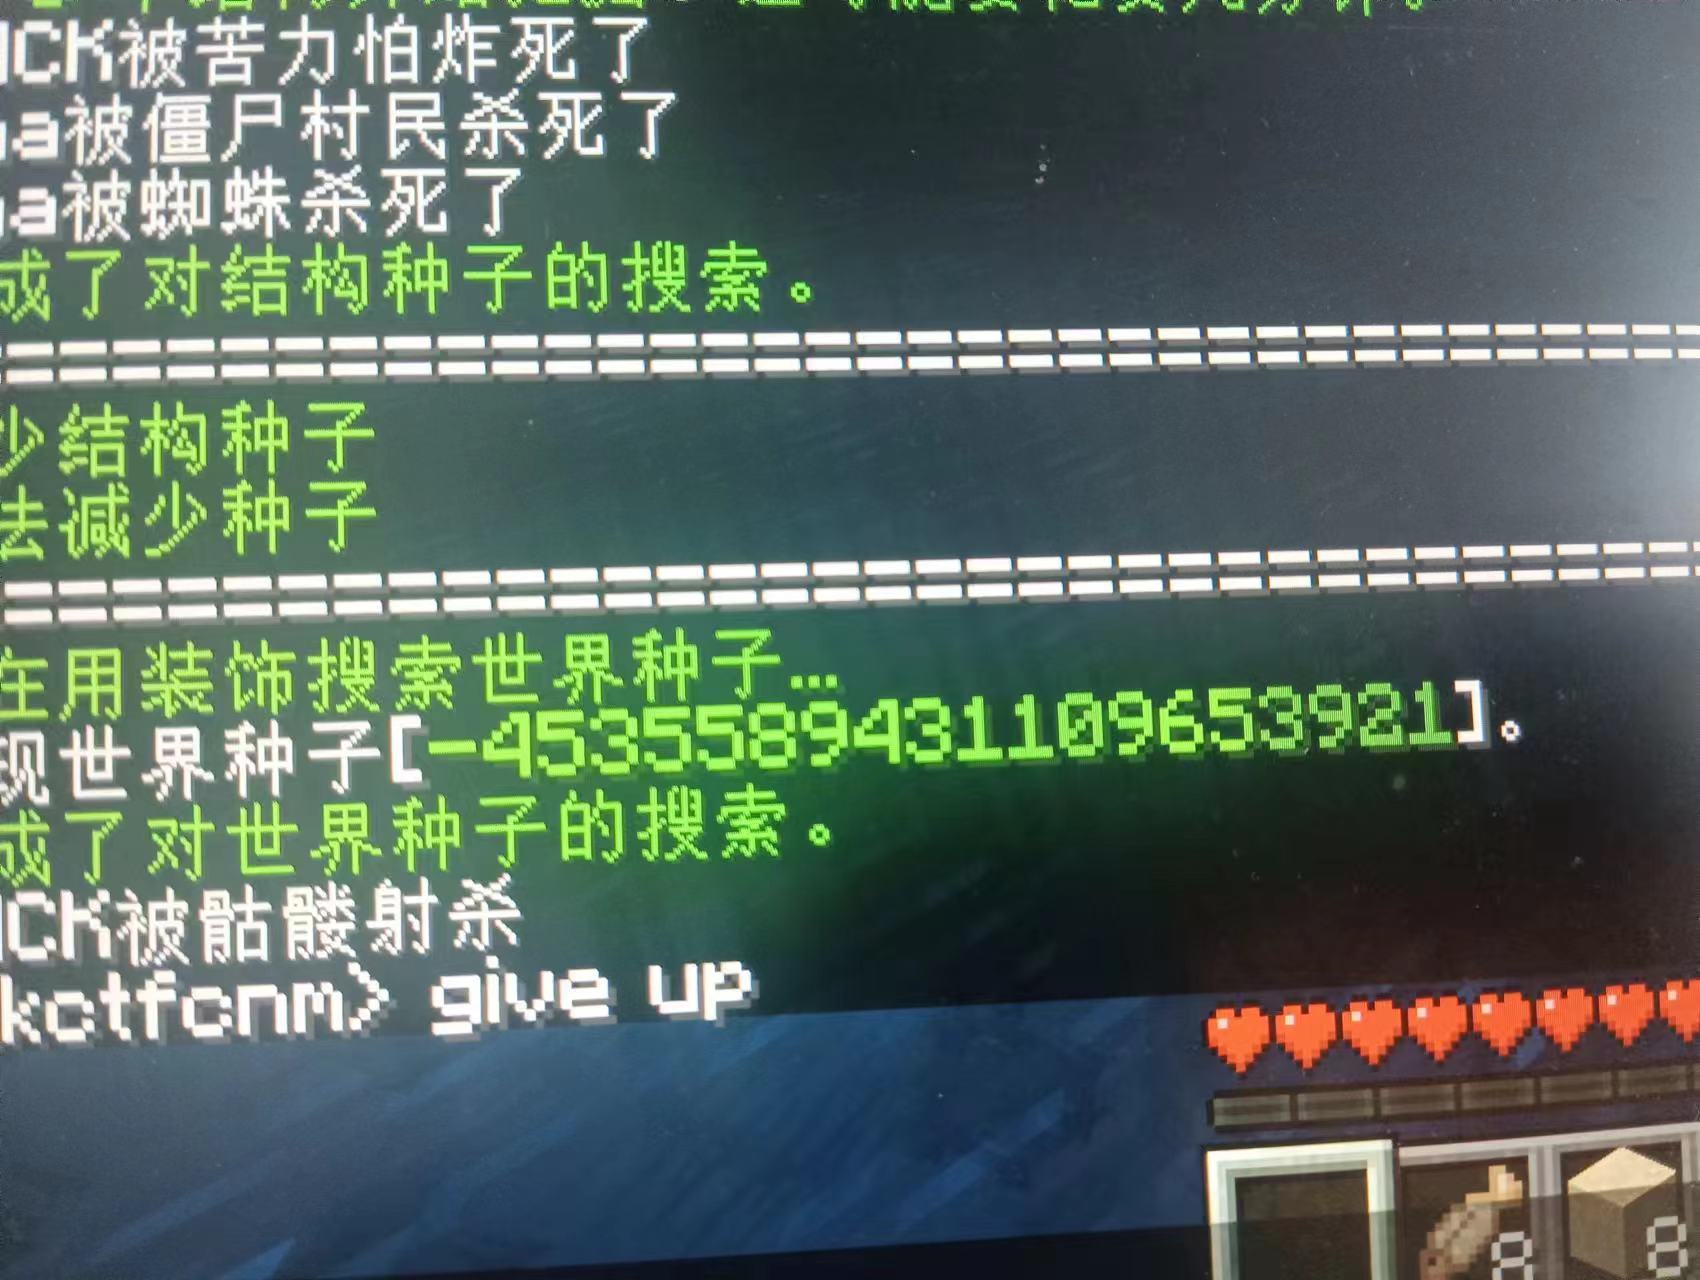 CK被苦力怕炸死了
a被僵尸村民杀死了
a被蜘蛛杀死了
成了对结构种子的搜索。
少结构种子
去减少种子
在用装饰搜索世界种子...
现世界种子[-4535589431109653921]。
成了对世界种子的搜索。
CK被骷髅射杀
kctfcnm> give up
8
8